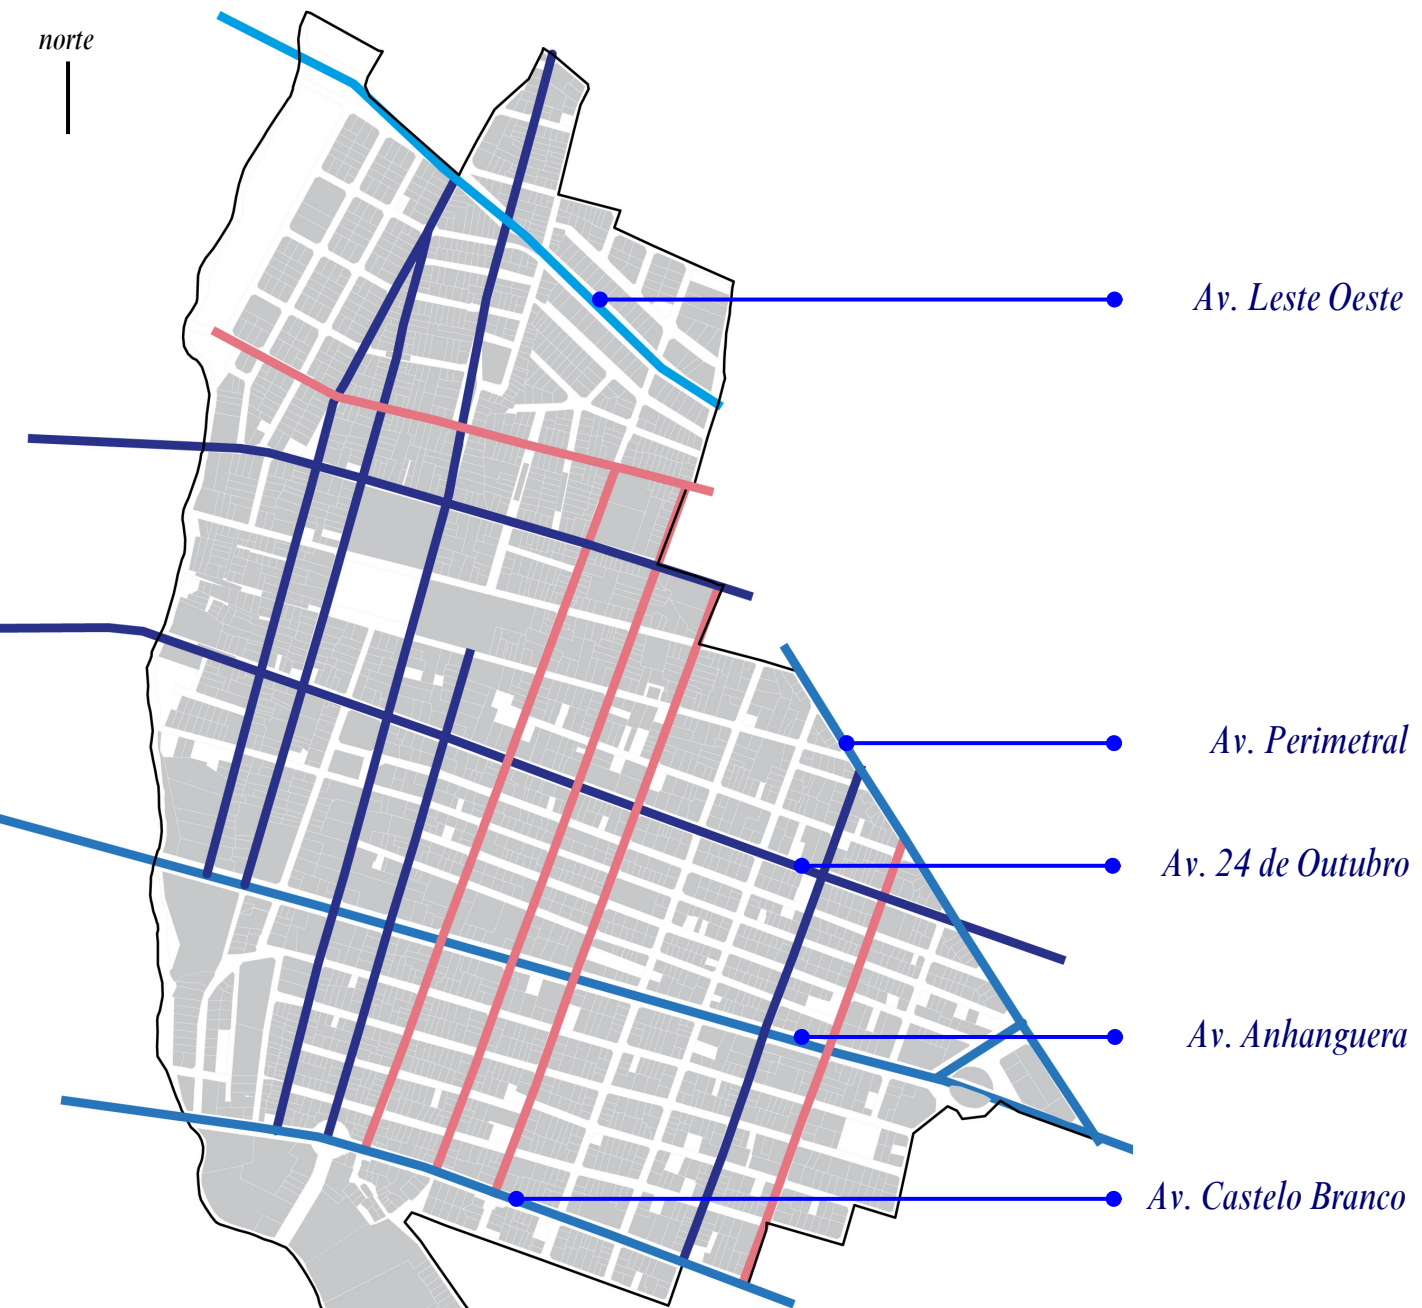 norte
Av. Leste Oeste
Av. Perimetral
Av. 24 de Outubro
Av. Anhanguera
Av. Castelo Branco